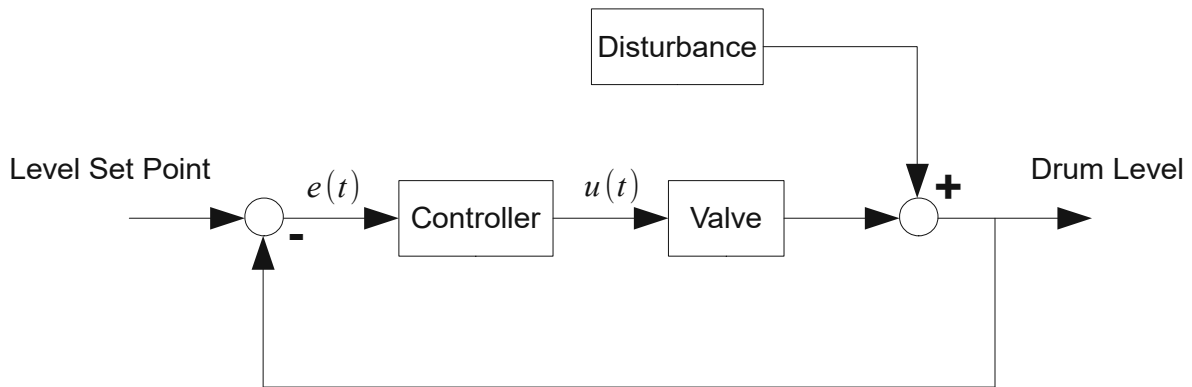 Disturbance
Level Set Point
Drum Level
+
e(t)
u(t)
Controller
Valve
-